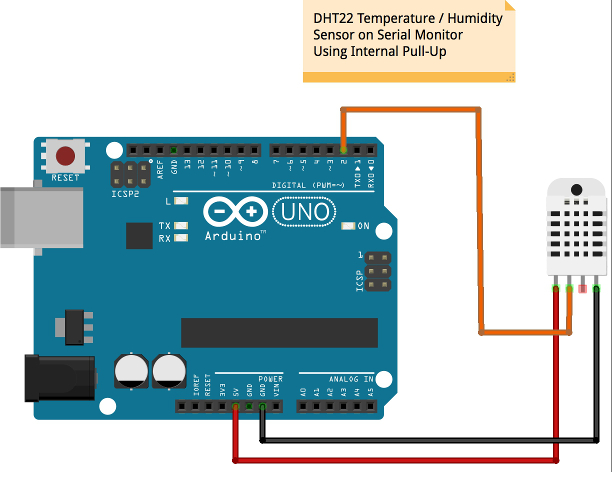 DHT22 Temperature / Humidity
Sensor on Serial Monitor
Using Internal Pull-Up
RESET
ICSP2
AREF
GND
13
12
~11
~10
~9
8
7
~6
~5
4
~3
2
TXD▶1
RXD◀0
DIGITAL (PWM=~)
L
TX
RX
UNO
Arduino™
ON
1
ICSP
IOREF
RESET
3V3
5V
GND
GND
VIN
POWER
A0
A1
A2
A3
A4
A5
ANALOG IN